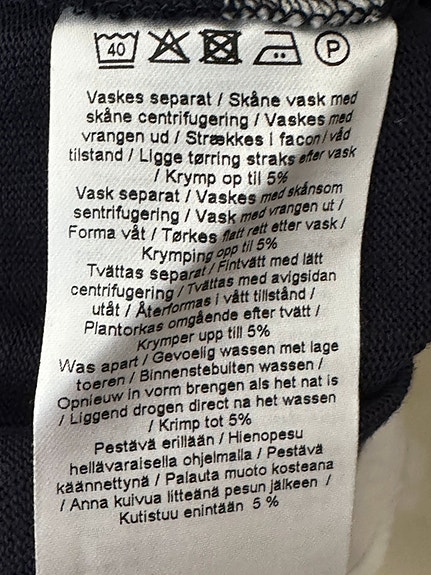 40 P
Vaskes separat / Skåne vask med
skåne centrifugering / Vaskes med
vrangen ud / Strækkes i facon/våd
tilstand / Ligge tørring straks efter vask
/ Krymp op til 5%
Vask separat / Vaskes med skånsom
sentrifugering / Vask med vrangen ut /
Forma våt / Tørkes flatt rett etter vask /
Krymping opp til 5%
Tvättas separat / Fintvätt med lätt
centrifugering / Tvättas med avigsidan
utåt / Återformas i vått tillstånd /
Plantorkas omgående efter tvätt /
Krymper upp till 5%
Was apart / Gevoelig wassen met lage
toeren / Binnenstebuiten wassen /
Opnieuw in vorm brengen als het nat is
/ Liggend drogen direct na het wassen
/ Krimp tot 5%
Pestävä erillään / Hienopesu
hellävaraisella ohjelmalla / Pestävä
käännettynä / Palauta muoto kosteana
/ Anna kuivua litteänä pesun jälkeen /
Kutistuu enintään 5 %